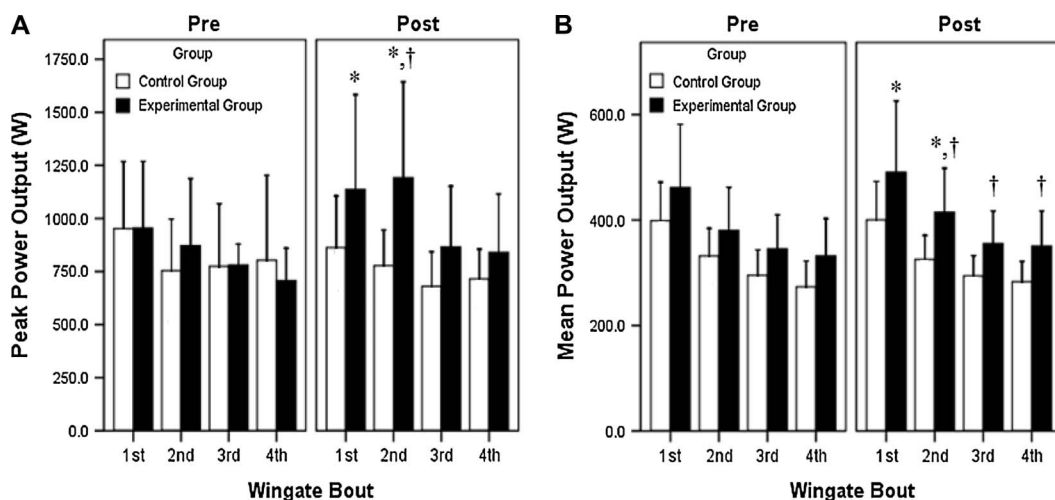 A
Pre
Post
Peak Power Output (W)
1750.0
1500.0
1250.0
1000.0
750.0
500.0
250.0
0.0
Group
Control Group
Experimental Group
*
*,†
1st 2nd 3rd 4th
1st 2nd 3rd 4th
Wingate Bout
B
Pre
Post
Mean Power Output (W)
600.0
400.0
200.0
0.0
Group
Control Group
Experimental Group
*
*,†
†
†
1st 2nd 3rd 4th
1st 2nd 3rd 4th
Wingate Bout